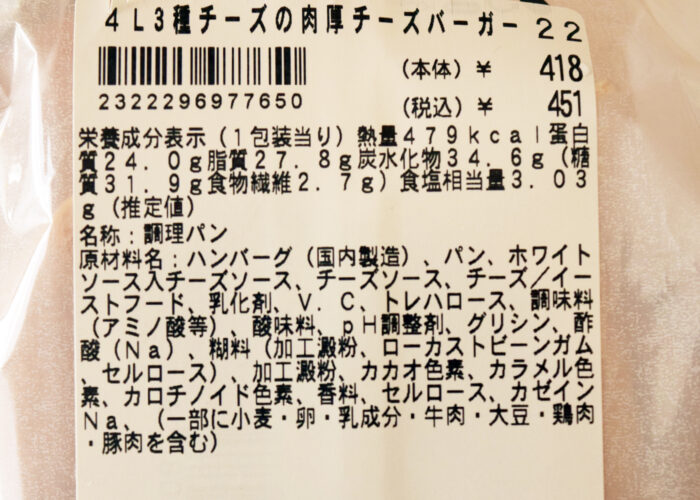 4L3種チーズの肉厚チーズバーガー22
(本体)¥ 418
2322296977650
(税込)¥ 451
栄養成分表示(1包装当り)熱量479kcal蛋白
質24.0g脂質27.8g炭水化物34.6g(糖
質31.9g食物繊維2.7g)食塩相当量3.03
g(推定値)
名称:調理パン
原材料名:ハンバーグ(国内製造)、パン、ホワイト
ソース入チーズソース、チーズソース、チーズ/イー
ストフード、乳化剤、V.C、トレハロース、調味料
(アミノ酸等)、酸味料、pH調整剤、グリシン、酢
酸(Na)、糊料(加工澱粉、ローカストビーンガム
、セルロース)、加工澱粉、カカオ色素、カラメル色
素、カロチノイド色素、香料、セルロース、カゼイン
Na、(一部に小麦・卵・乳成分・牛肉・大豆・鶏肉
・豚肉を含む)